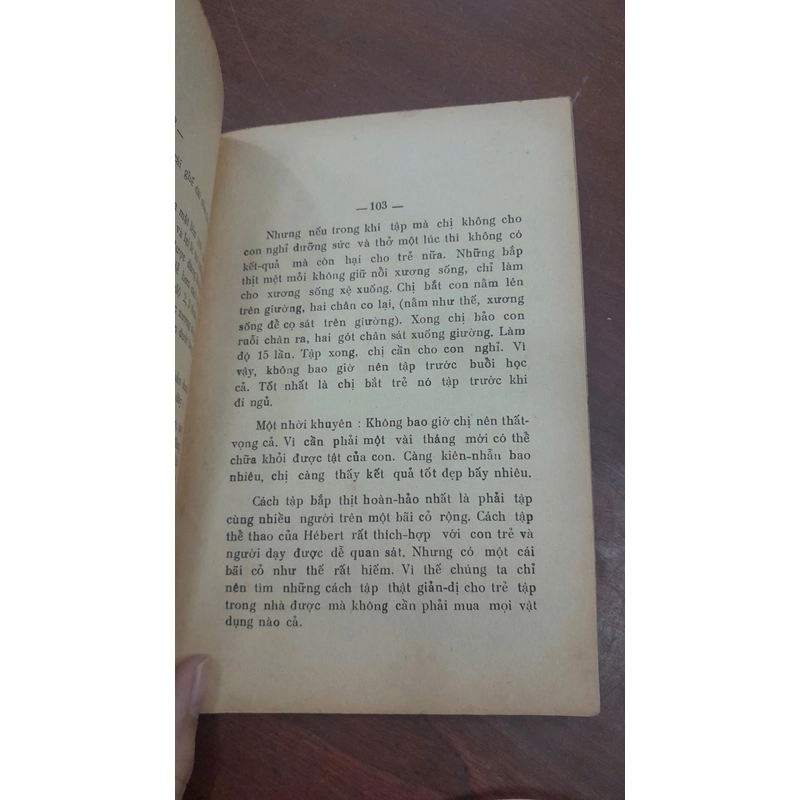 — 103 —
Nhưng nếu trong khi tập mà chị không cho
con nghỉ dưỡng sức và thở một lúc thì không có
kết-quả mà còn hại cho trẻ nữa. Những bắp
thịt mệt mỏi không giữ nỗi xương sống, chỉ làm
cho xương sống xệ xuống. Chị bắt con nằm lên
trên giường, hai chân co lại, (nằm như thế, xương
sống đề cọ sát trên giường). Xong chị bảo con
ruỗi chân ra, hai gót chân sát xuống giường. Làm
độ 15 lần. Tập xong, chị cần cho con nghỉ. Vì
vậy, không bao giờ nên tập trước buổi học
cả. Tốt nhất là chị bắt trẻ nó tập trước khi
đi ngủ.
Một nhời khuyên : Không bao giờ chị nên thất-
vọng cả. Vì cần phải một vài tháng mới có thể
chữa khỏi được tật của con. Càng kiên-nhẫn bao
nhiêu, chị càng thấy kết quả tốt đẹp bấy nhiêu.
Cách tập bắp thịt hoàn-hảo nhất là phải tập
cùng nhiều người trên một bãi cỏ rộng. Cách tập
thể thao của Hébert rất thích-hợp với con trẻ và
người dạy được dễ quan sát. Nhưng có một cái
bãi cỏ như thế rất hiếm. Vì thế chúng ta chỉ
nên tìm những cách tập thật giản-dị cho trẻ tập
trong nhà được mà không cần phải mua mọi vật
dụng nào cả.